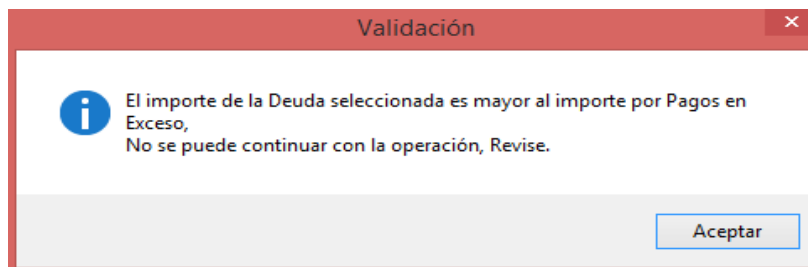 Validación
El importe de la Deuda seleccionada es mayor al importe por Pagos en
Exceso,
No se puede continuar con la operación, Revise.
Aceptar